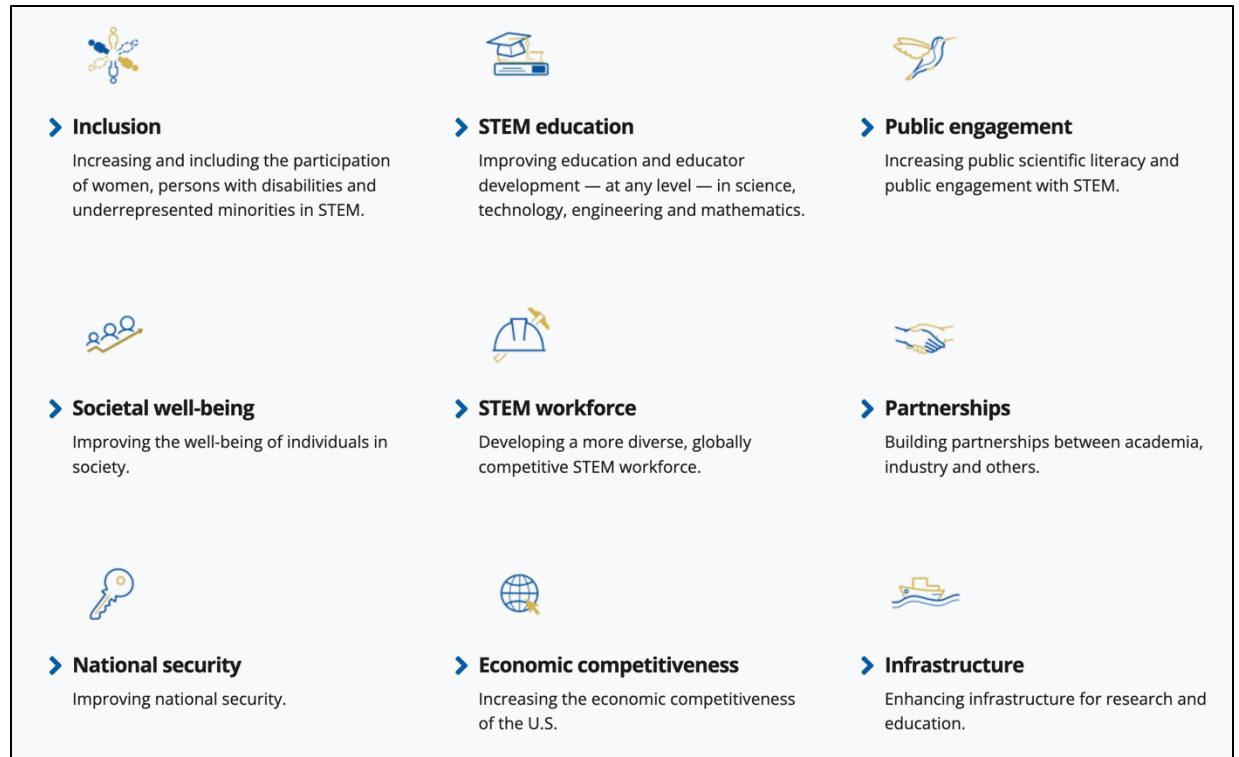 Inclusion
Increasing and including the participation
of women, persons with disabilities and
underrepresented minorities in STEM.
STEM education
Improving education and educator
development — at any level — in science,
technology, engineering and mathematics.
Public engagement
Increasing public scientific literacy and
public engagement with STEM.
Societal well-being
Improving the well-being of individuals in
society.
STEM workforce
Developing a more diverse, globally
competitive STEM workforce.
Partnerships
Building partnerships between academia,
industry and others.
National security
Improving national security.
Economic competitiveness
Increasing the economic competitiveness
of the U.S.
Infrastructure
Enhancing infrastructure for research and
education.